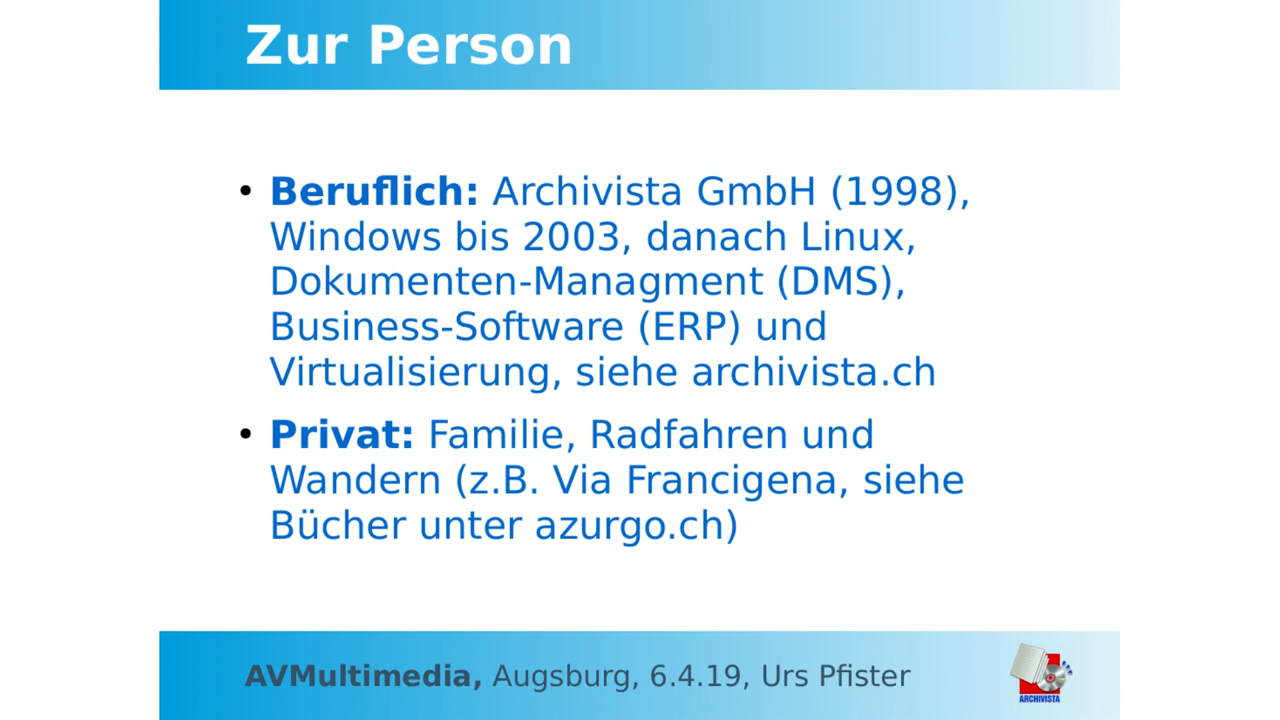 Zur Person
• Beruflich: Archivista GmbH (1998),
Windows bis 2003, danach Linux,
Dokumenten-Managment (DMS),
Business-Software (ERP) und
Virtualisierung, siehe archivista.ch
• Privat: Familie, Radfahren und
Wandern (z.B. Via Francigena, siehe
Bücher unter azurgo.ch)
AVMultimedia, Augsburg, 6.4.19, Urs Pfister
ARCHIVISTA